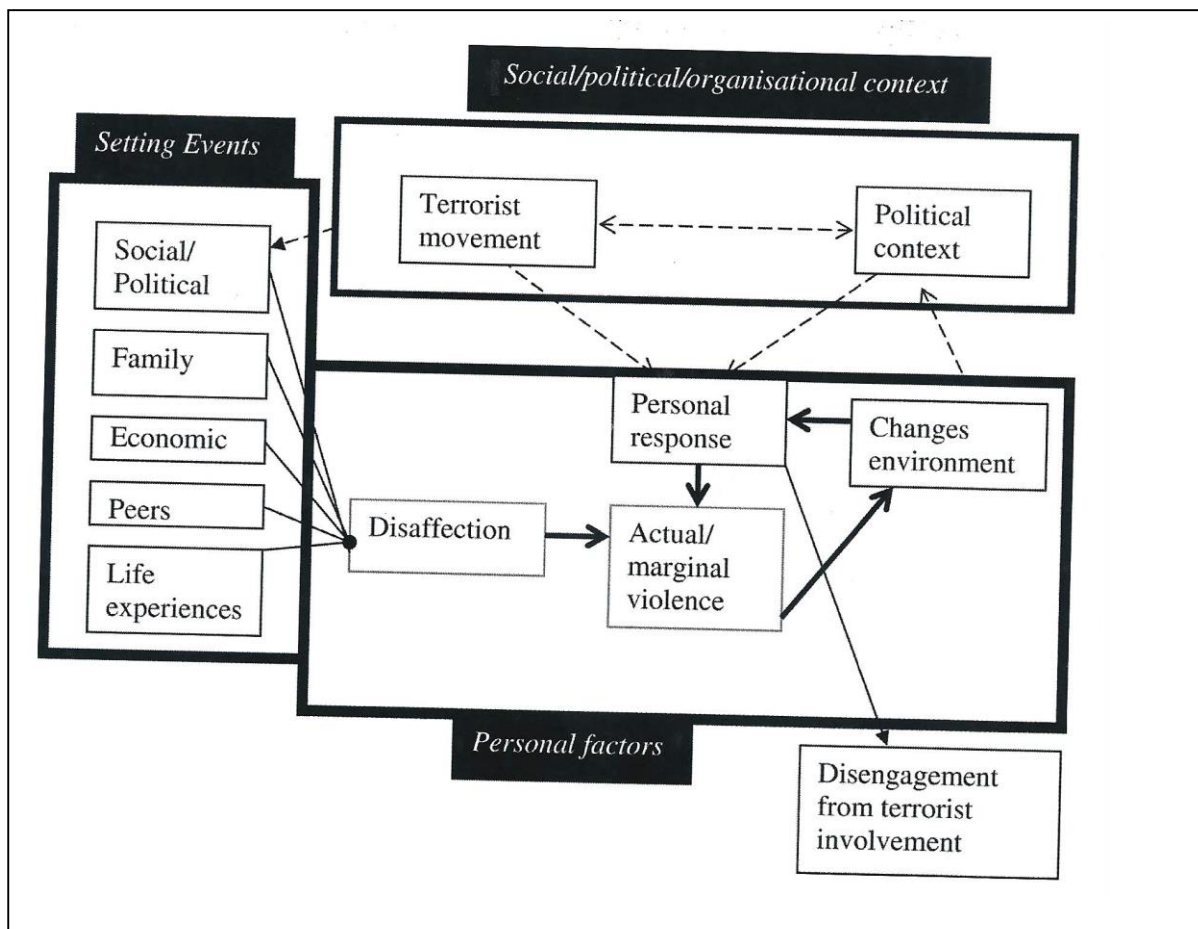 Social/political/organisational context
Setting Events
Terrorist
movement
Political
context
Social/
Political
Family
Economic
Peers
Life
experiences
Personal
response
Changes
environment
Disaffection
Actual/
marginal
violence
Personal factors
Disengagement
from terrorist
involvement